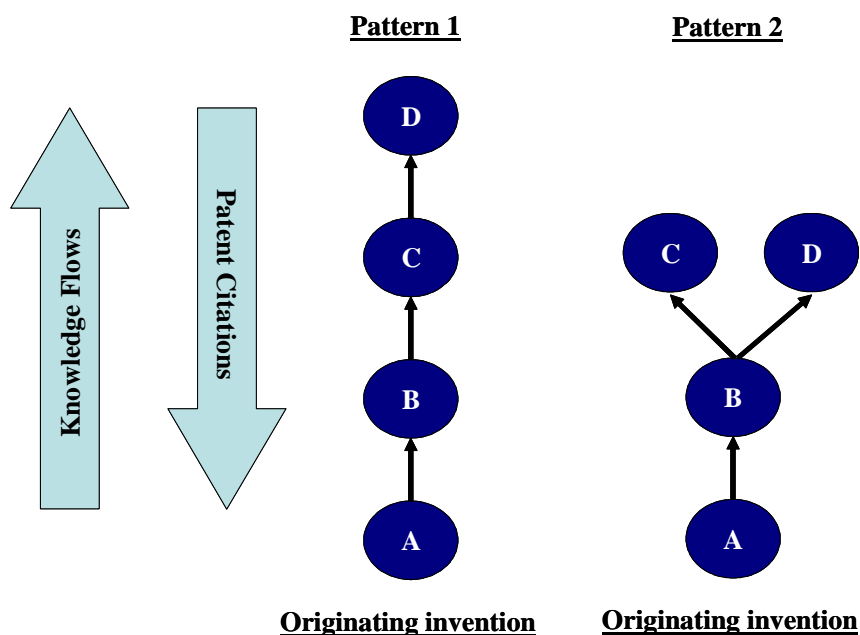 Pattern 1
Pattern 2
Knowledge Flows
Patent Citations
D
C
B
A
C
D
B
A
Originating invention
Originating invention